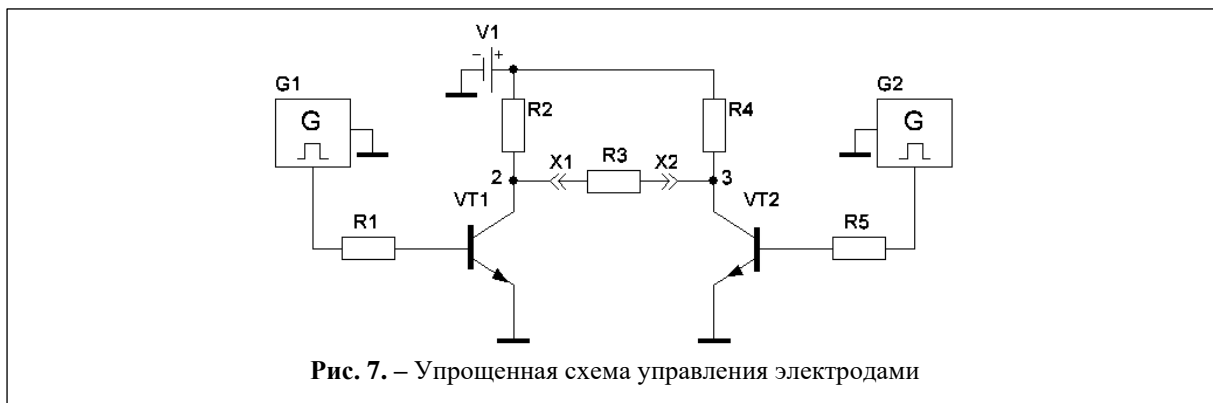 V1
− +
G1
G2
G
G
R2
R4
X1
R3
X2
2
3
VT1
VT2
R1
R5
Рис. 7. – Упрощенная схема управления электродами